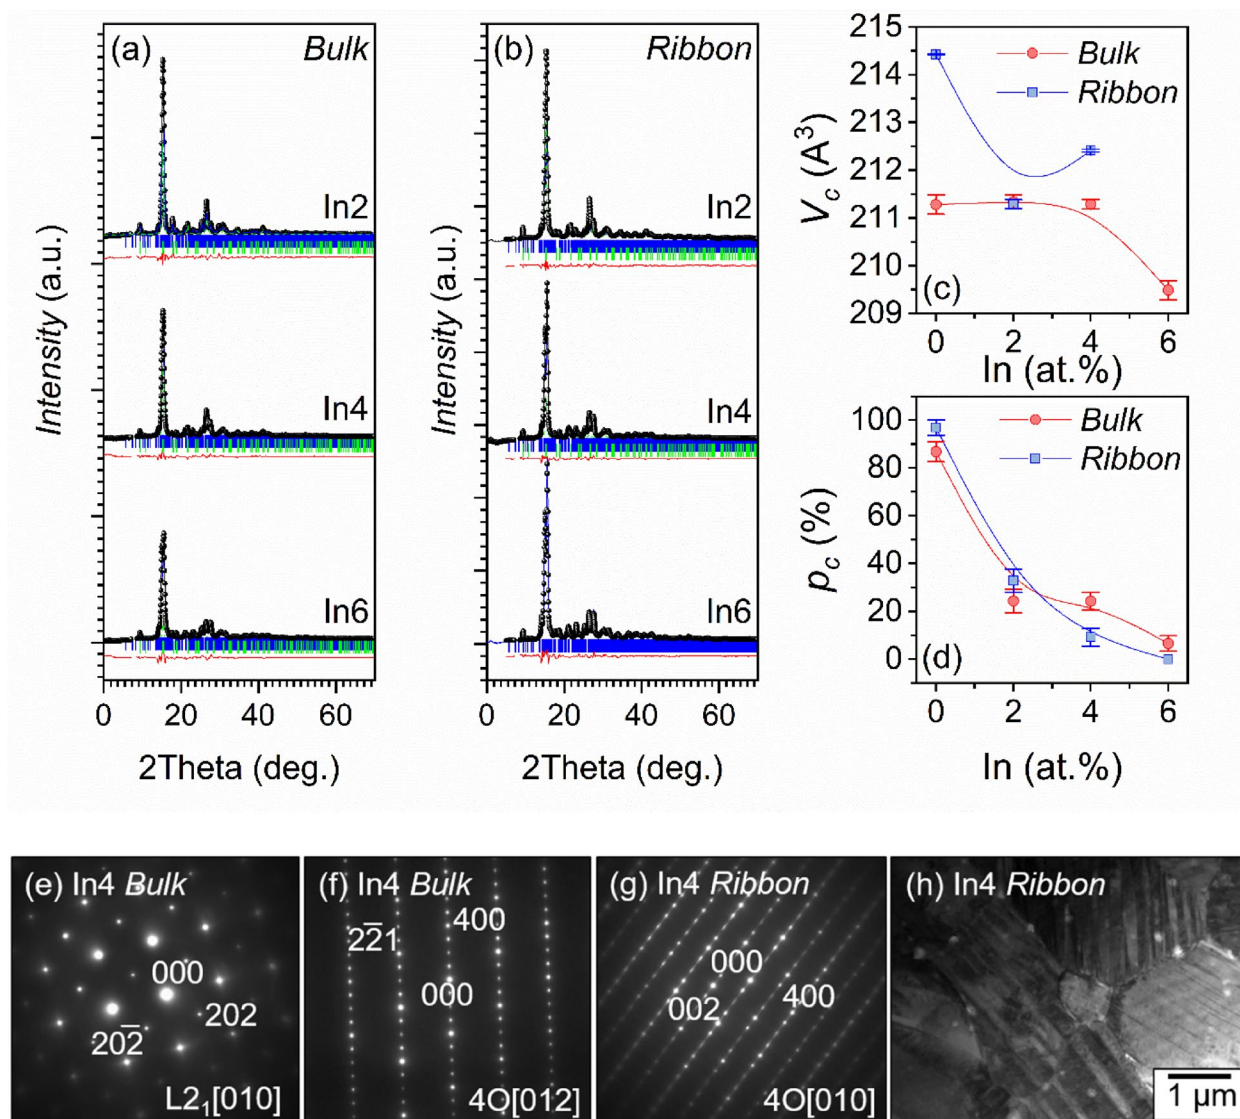 (a) Bulk
In2
In4
In6
Intensity (a.u.)
0 20 40 60
2Theta (deg.)
(b) Ribbon
In2
In4
In6
Intensity (a.u.)
0 20 40 60
2Theta (deg.)
215
214
213
212
211
210
209
V_c (A³)
Bulk
Ribbon
(c)
0 2 4 6
In (at.%)
100
80
60
40
20
0
p_c (%)
Bulk
Ribbon
(d)
0 2 4 6
In (at.%)
(e) In4 Bulk
000
202
202̅
L2₁[010]
(f) In4 Bulk
400
22̅1
000
4O[012]
(g) In4 Ribbon
000
002
400
4O[010]
(h) In4 Ribbon
1 μm